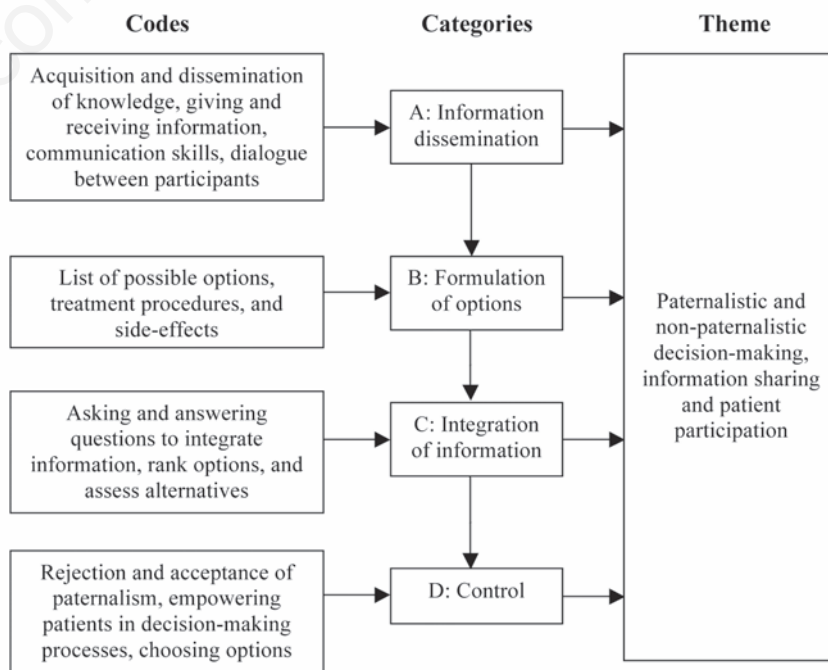 Codes
Categories
Theme
Acquisition and dissemination
of knowledge, giving and
receiving information,
communication skills, dialogue
between participants
A: Information
dissemination
List of possible options,
treatment procedures, and
side-effects
B: Formulation
of options
Asking and answering
questions to integrate
information, rank options, and
assess alternatives
C: Integration
of information
Rejection and acceptance of
paternalism, empowering
patients in decision-making
processes, choosing options
D: Control
Paternalistic and
non-paternalistic
decision-making,
information sharing
and patient
participation